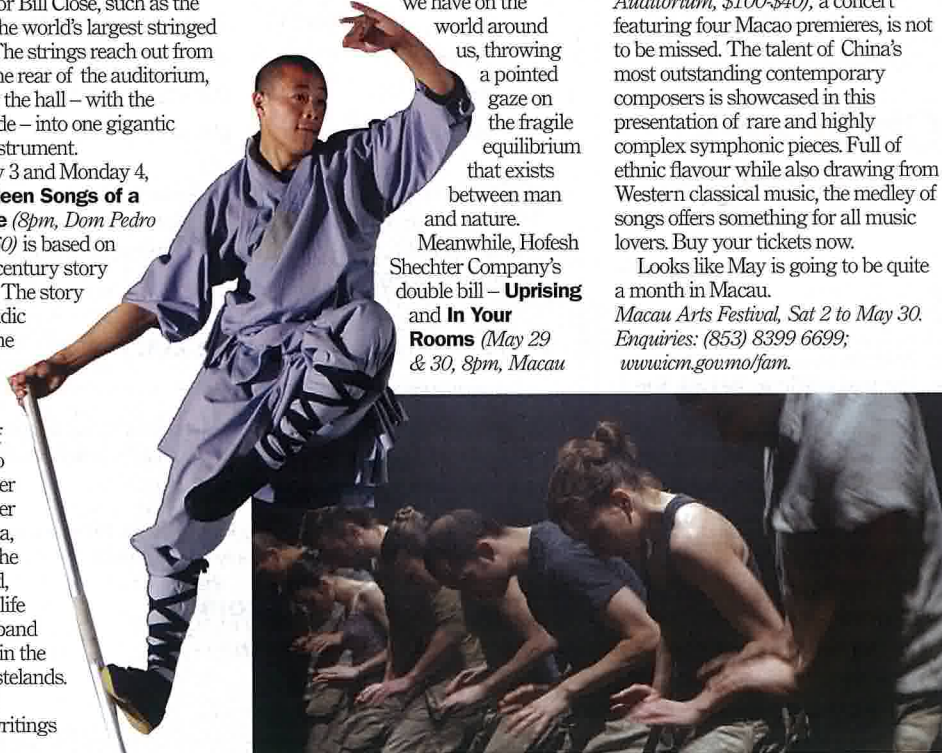 or Bill Close, such as the
he world's largest stringed
The strings reach out from
ne rear of the auditorium,
the hall – with the
de – into one gigantic
strument.
y 3 and Monday 4,
een Songs of a
e (8pm, Dom Pedro
0) is based on
century story
The story
dic
ne
er
er
a,
he
d,
life
band
in the
stelands.
ritings
we have on the
world around
us, throwing
a pointed
gaze on
the fragile
equilibrium
that exists
between man
and nature.
Meanwhile, Hofesh
Shechter Company's
double bill – Uprising
and In Your
Rooms (May 29
& 30, 8pm, Macau
Auditorium, $100-$40), a concert
featuring four Macao premieres, is not
to be missed. The talent of China's
most outstanding contemporary
composers is showcased in this
presentation of rare and highly
complex symphonic pieces. Full of
ethnic flavour while also drawing from
Western classical music, the medley of
songs offers something for all music
lovers. Buy your tickets now.
Looks like May is going to be quite
a month in Macau.
Macau Arts Festival, Sat 2 to May 30.
Enquiries: (853) 8399 6699;
www.icm.gov.mo/fam.